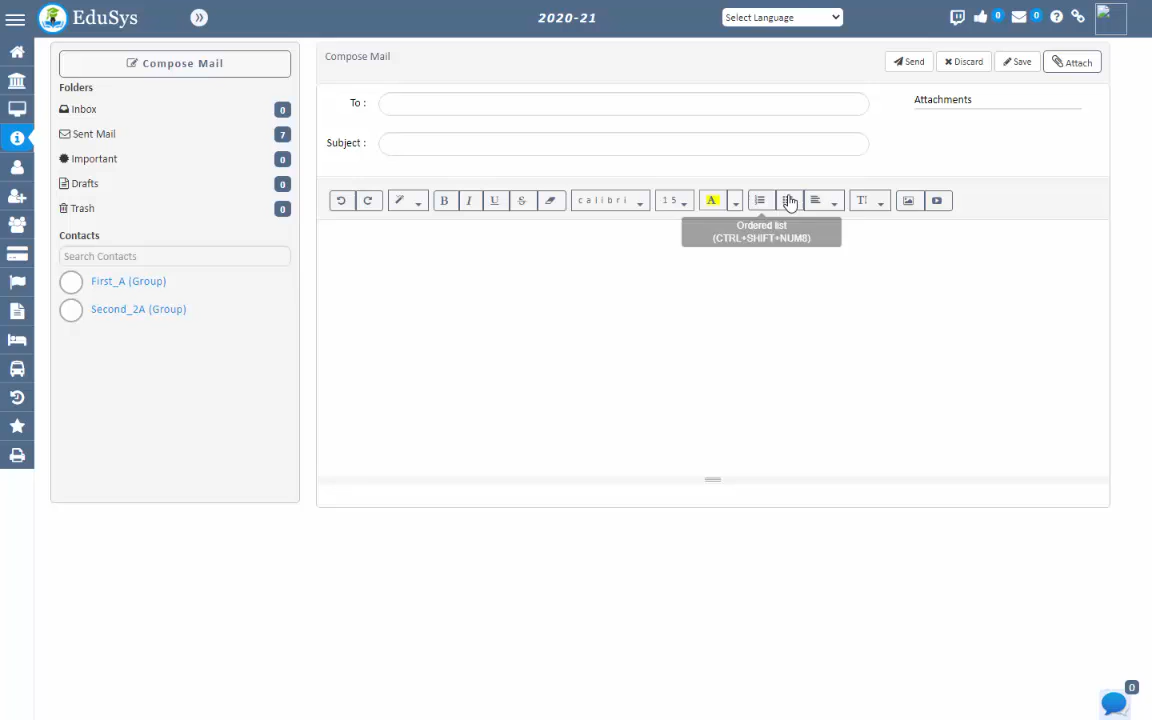 EduSys
2020-21
Select Language
0
0
Compose Mail
Folders
Inbox 0
Sent Mail 7
Important 0
Drafts 0
Trash 0
Contacts
Search Contacts
First_A (Group)
Second_2A (Group)
Compose Mail
Send
Discard
Save
Attach
To :
Attachments
Subject :
B I U S calibri 15 A TI
Ordered list
(CTRL+SHIFT+NUM8)
0